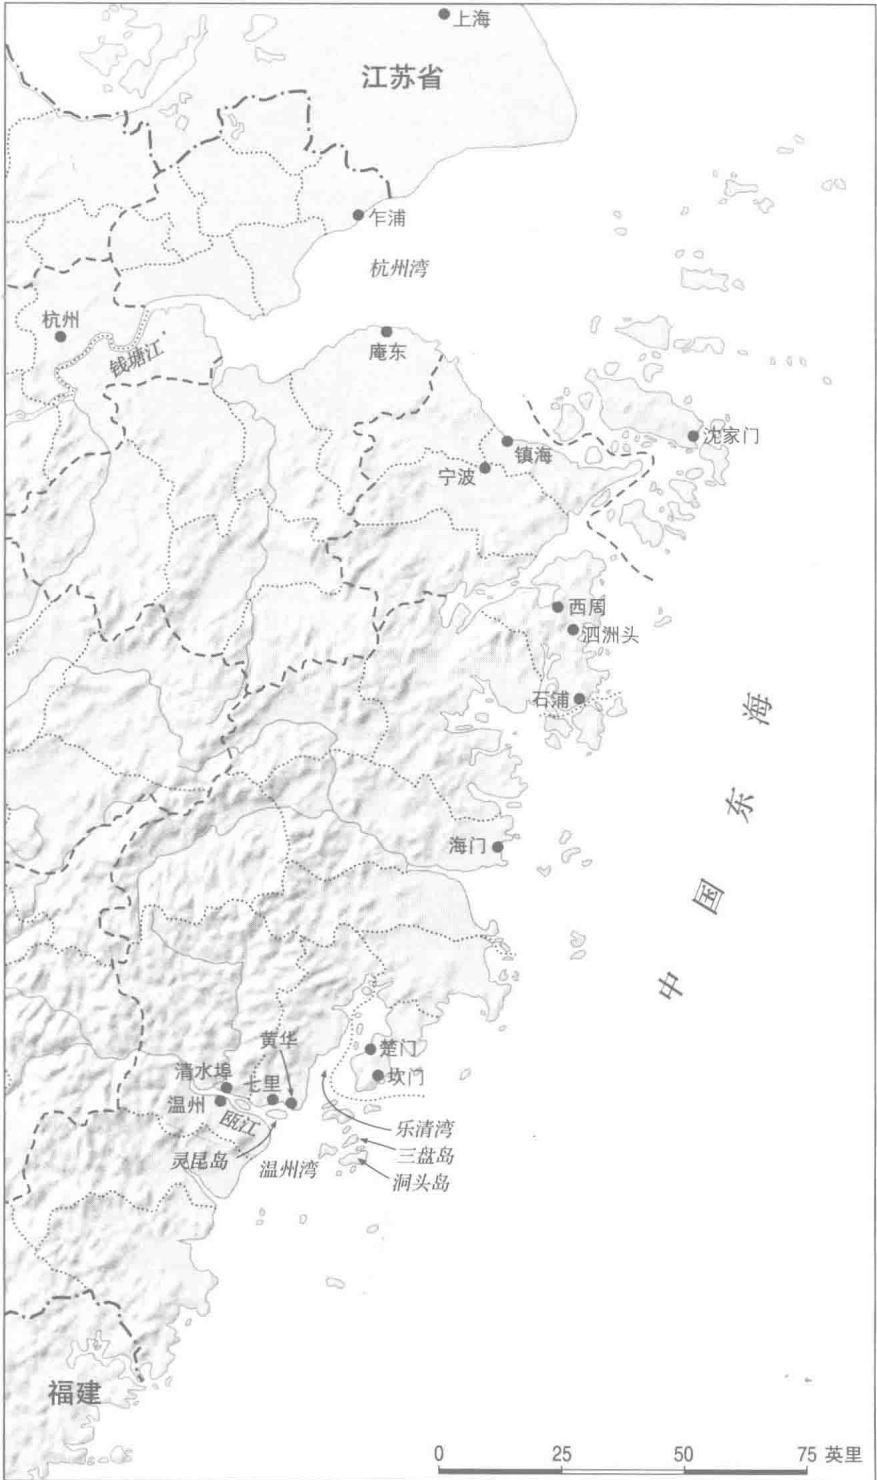 上海
江苏省
乍浦
杭州湾
杭州
钱塘江
庵东
沈家门
镇海
宁波
西周
泗洲头
石浦
中国东海
海门
黄华
楚门
清水埠
七里
坎门
温州
瓯江
乐清湾
三盘岛
灵昆岛
温州湾
洞头岛
福建
0 25 50 75 英里